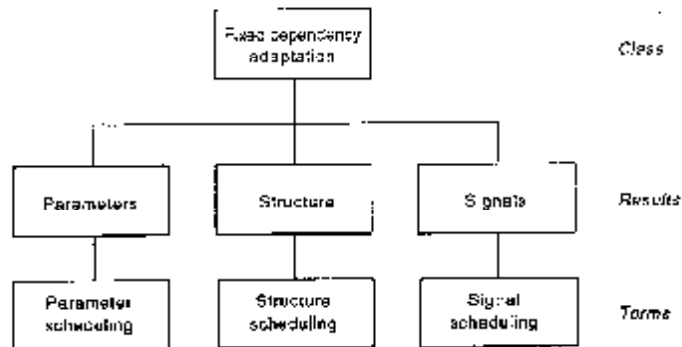 Fixed dependency
adaptation
Class
Parameters
Structure
Signals
Results
Parameter
scheduling
Structure
scheduling
Signal
scheduling
Terms